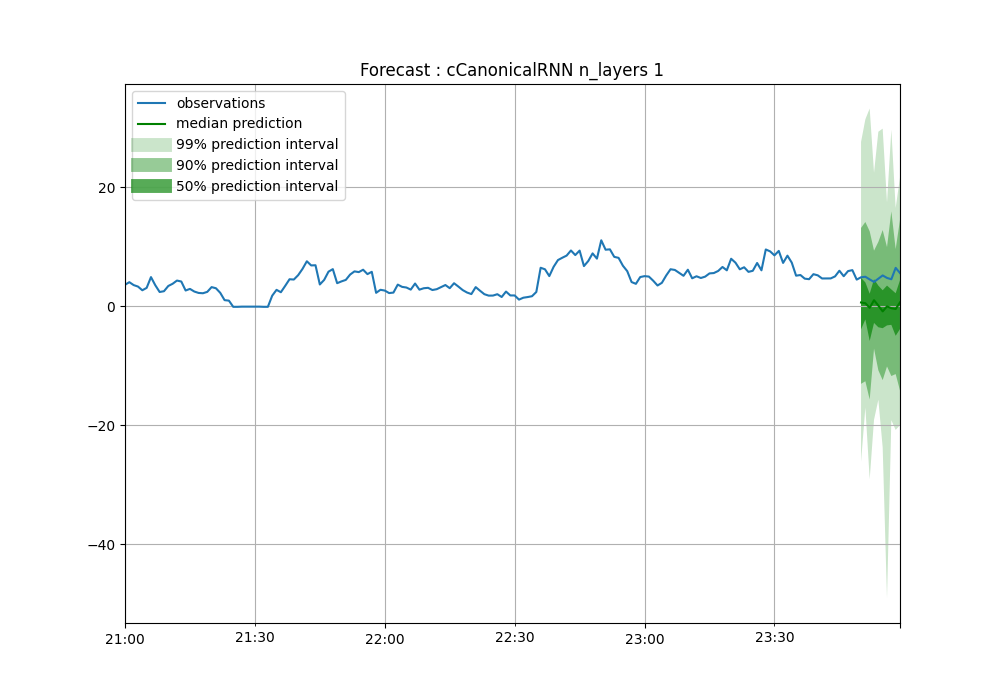 Forecast : cCanonicalRNN n_layers 1
observations
median prediction
99% prediction interval
90% prediction interval
50% prediction interval
20
0
−20
−40
21:00 21:30 22:00 22:30 23:00 23:30